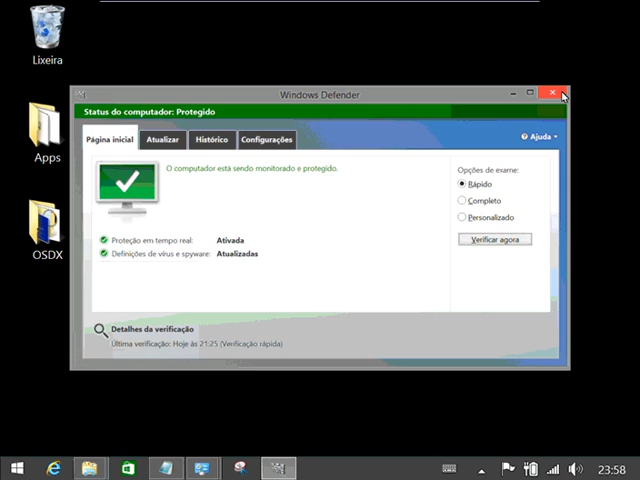 Lixeira
Apps
OSDX
Windows Defender
Status do computador: Protegido
Página inicial
Atualizar
Histórico
Configurações
Ajuda
O computador está sendo monitorado e protegido.
Opções de exame:
Rápido
Completo
Personalizado
Verificar agora
Proteção em tempo real: Ativada
Definições de vírus e spyware: Atualizadas
Detalhes da verificação
Última verificação: Hoje às 21:25 (Verificação rápida)
23:58